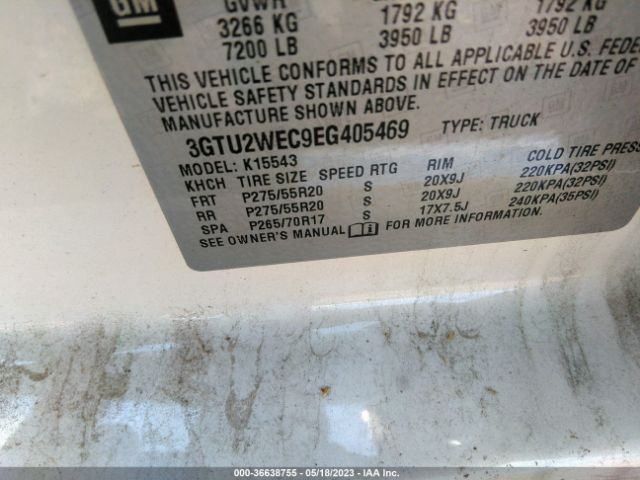 GM
GVWR
3266 KG 1792 KG 1792 KG
7200 LB 3950 LB 3950 LB
THIS VEHICLE CONFORMS TO ALL APPLICABLE U.S. FEDE
VEHICLE SAFETY STANDARDS IN EFFECT ON THE DATE OF
MANUFACTURE SHOWN ABOVE.
3GTU2WEC9EG405469 TYPE: TRUCK
MODEL: K15543
KHCH TIRE SIZE SPEED RTG RIM COLD TIRE PRES
FRT P275/55R20 S 20X9J 220KPA(32PSI)
RR P275/55R20 S 20X9J 220KPA(32PSI)
SPA P265/70R17 S 17X7.5J 240KPA(35PSI)
SEE OWNER'S MANUAL FOR MORE INFORMATION.
000-36638755 - 05/18/2023 - IAA Inc.